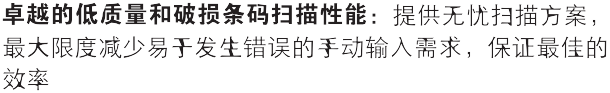 卓越的低质量和破损条码扫描性能：提供无忧扫描方案，
最大限度减少易于发生错误的手动输入需求，保证最佳的
效率